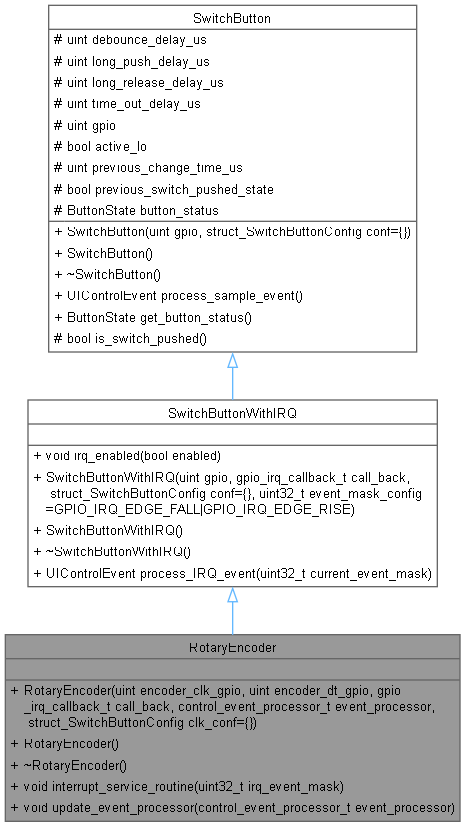 SwitchButton
# uint debounce_delay_us
# uint long_push_delay_us
# uint long_release_delay_us
# uint time_out_delay_us
# uint gpio
# bool active_lo
# uint previous_change_time_us
# bool previous_switch_pushed_state
# ButtonState button_status
+ SwitchButton(uint gpio, struct_SwitchButtonConfig conf={})
+ SwitchButton()
+ ~SwitchButton()
+ UIControlEvent process_sample_event()
+ ButtonState get_button_status()
# bool is_switch_pushed()
SwitchButtonWithIRQ
+ void irq_enabled(bool enabled)
+ SwitchButtonWithIRQ(uint gpio, gpio_irq_callback_t call_back,
struct_SwitchButtonConfig conf={}, uint32_t event_mask_config
=GPIO_IRQ_EDGE_FALL|GPIO_IRQ_EDGE_RISE)
+ SwitchButtonWithIRQ()
+ ~SwitchButtonWithIRQ()
+ UIControlEvent process_IRQ_event(uint32_t current_event_mask)
RotaryEncoder
+ RotaryEncoder(uint encoder_clk_gpio, uint encoder_dt_gpio, gpio
_irq_callback_t call_back, control_event_processor_t event_processor,
struct_SwitchButtonConfig clk_conf={})
+ RotaryEncoder()
+ ~RotaryEncoder()
+ void interrupt_service_routine(uint32_t irq_event_mask)
+ void update_event_processor(control_event_processor_t event_processor)